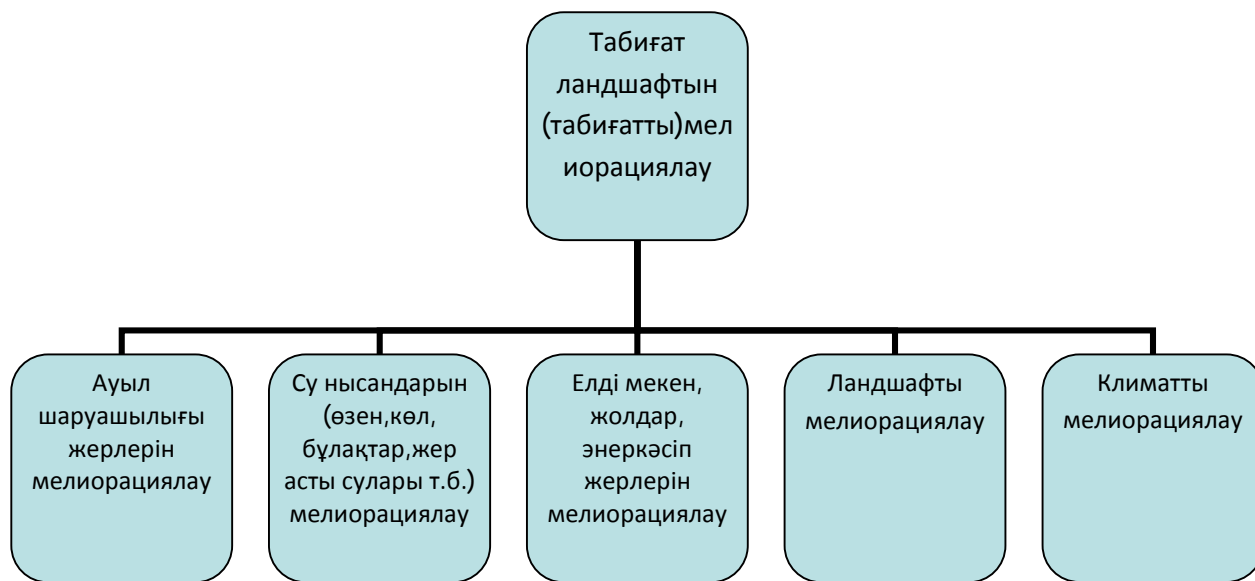 Табиғат
ландшафтын
(табиғатты)мел
иорациялау
Ауыл
шаруашылығы
жерлерін
мелиорациялау
Су нысандарын
(өзен,көл,
бұлақтар,жер
асты сулары т.б.)
мелиорациялау
Елді мекен,
жолдар,
энеркәсіп
жерлерін
мелиорациялау
Ландшафты
мелиорациялау
Климатты
мелиорациялау